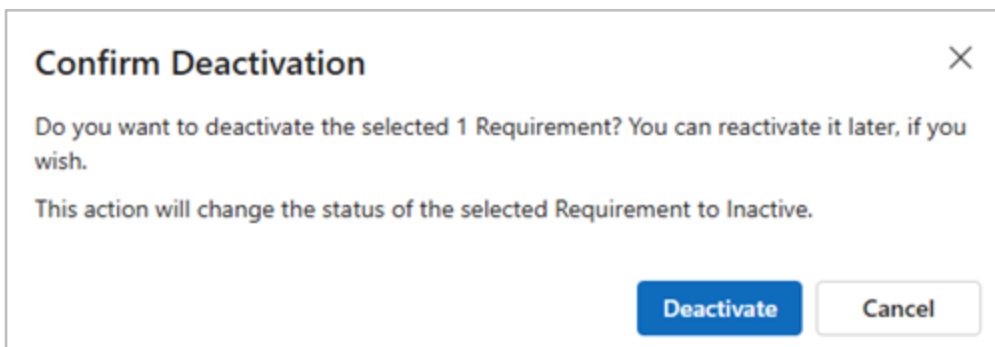 Confirm Deactivation
Do you want to deactivate the selected 1 Requirement? You can reactivate it later, if you
wish.
This action will change the status of the selected Requirement to Inactive.
Deactivate
Cancel